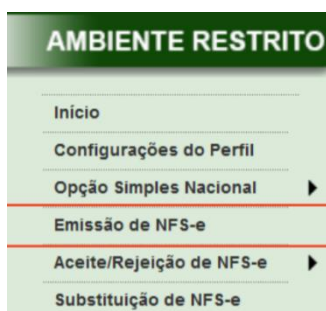 AMBIENTE RESTRITO
Início
Configurações do Perfil
Opção Simples Nacional
Emissão de NFS-e
Aceite/Rejeição de NFS-e
Substituição de NFS-e